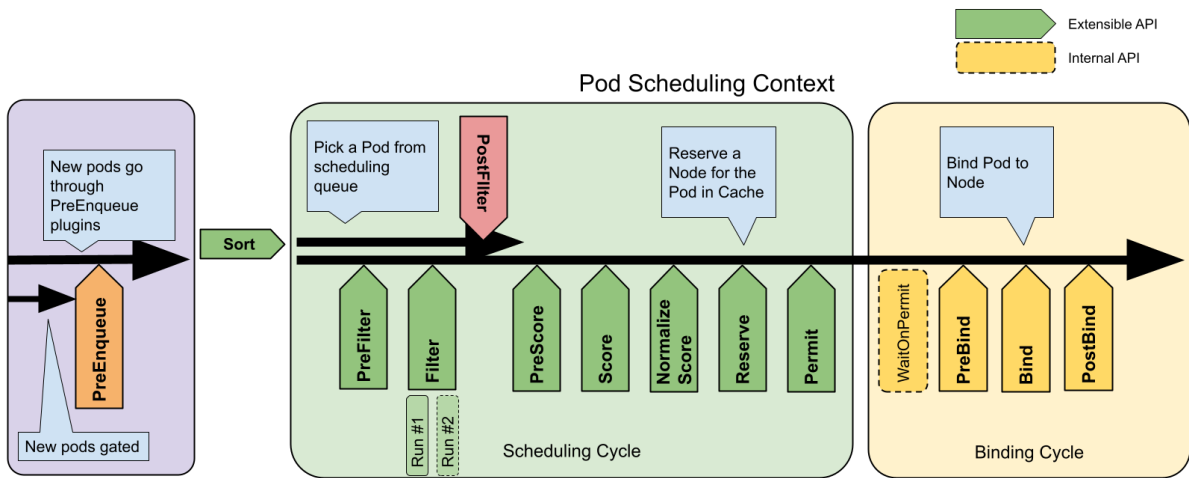 Extensible API
Internal API
Pod Scheduling Context
New pods go
through
PreEnqueue
plugins
PreEnqueue
New pods gated
Sort
Pick a Pod from
scheduling
queue
PostFIlter
Reserve a
Node for the
Pod in Cache
PreFilter
Filter
Run #1
Run #2
PreScore
Score
Normalize
Score
Reserve
Permit
Scheduling Cycle
Bind Pod to
Node
WaitOnPermit
PreBind
Bind
PostBind
Binding Cycle